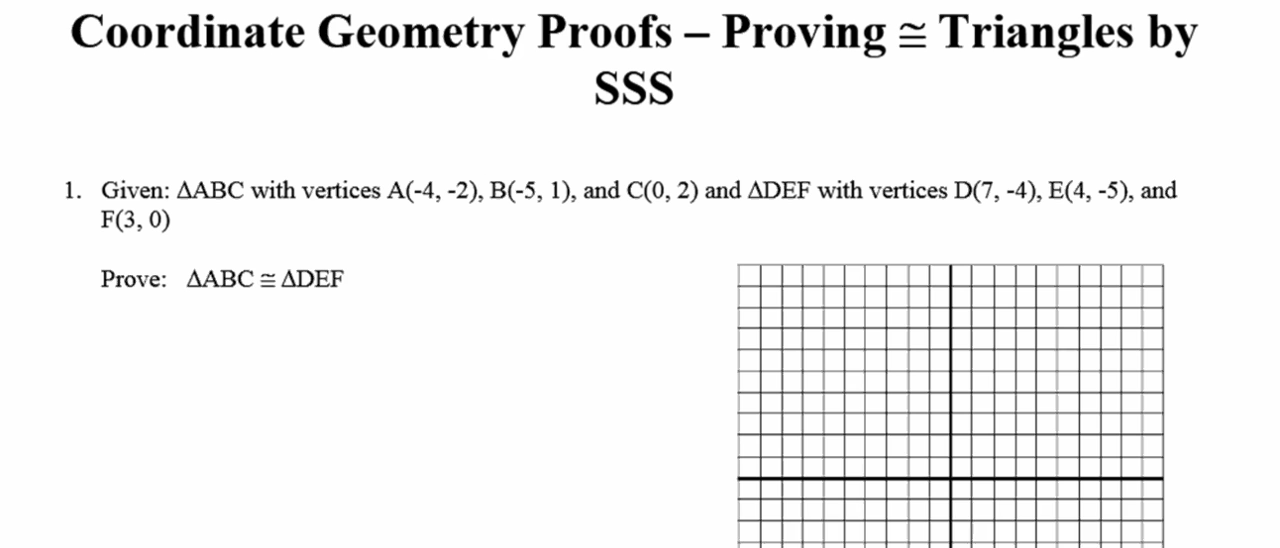 Coordinate Geometry Proofs – Proving ≅ Triangles by
SSS
1. Given: ΔABC with vertices A(-4, -2), B(-5, 1), and C(0, 2) and ΔDEF with vertices D(7, -4), E(4, -5), and
F(3, 0)
Prove: ΔABC ≅ ΔDEF